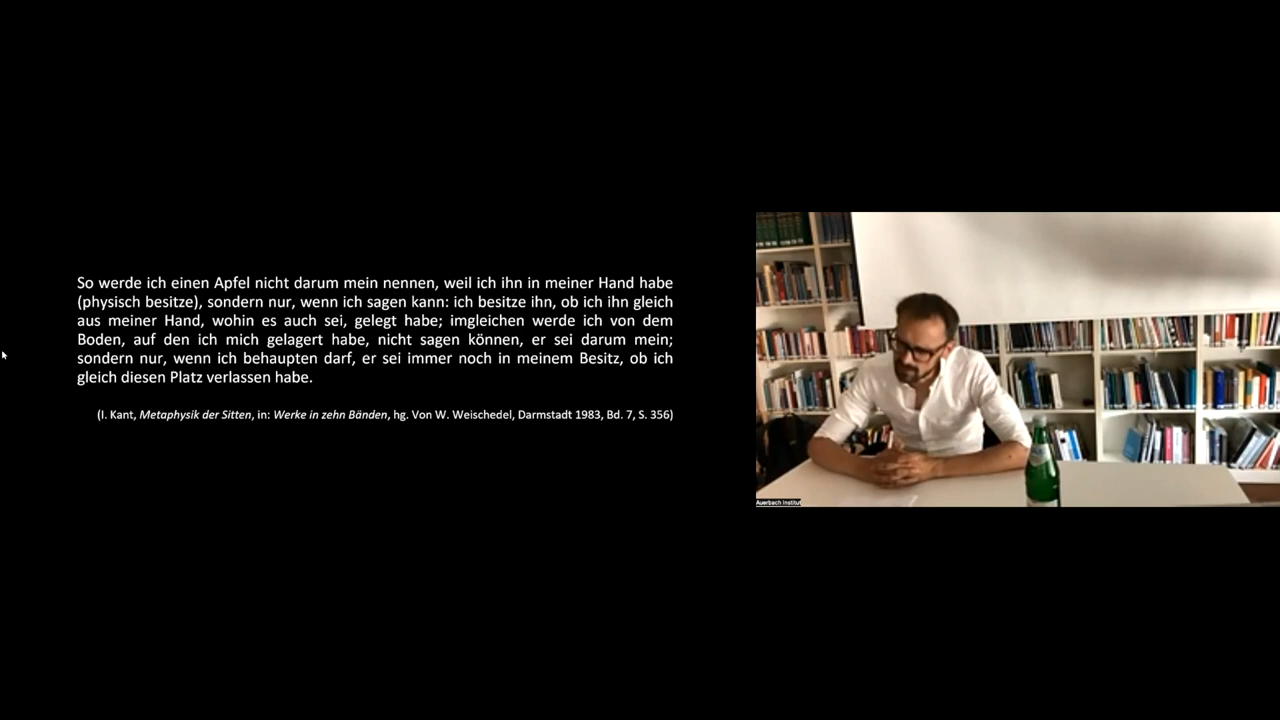 So werde ich einen Apfel nicht darum mein nennen, weil ich ihn in meiner Hand habe
(physisch besitze), sondern nur, wenn ich sagen kann: ich besitze ihn, ob ich ihn gleich
aus meiner Hand, wohin es auch sei, gelegt habe; imgleichen werde ich von dem
Boden, auf den ich mich gelagert habe, nicht sagen können, er sei darum mein;
sondern nur, wenn ich behaupten darf, er sei immer noch in meinem Besitz, ob ich
gleich diesen Platz verlassen habe.
(I. Kant, Metaphysik der Sitten, in: Werke in zehn Bänden, hg. Von W. Weischedel, Darmstadt 1983, Bd. 7, S. 356)
Auerbach Institut